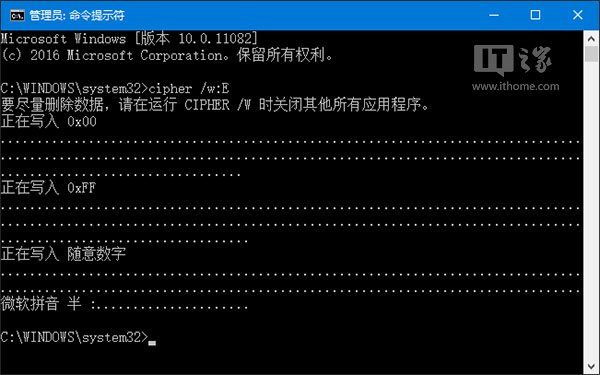 管理员: 命令提示符
Microsoft Windows [版本 10.0.11082]
(c) 2016 Microsoft Corporation. 保留所有权利。
IT之家
www.ithome.com
C:\WINDOWS\system32>cipher /w:E
要尽量删除数据，请在运行 CIPHER /W 时关闭其他所有应用程序。
正在写入 0x00
................................................................................
................................................................................
.................................
正在写入 0xFF
................................................................................
................................................................................
..................................
正在写入 随意数字
................................................................................
................................................................................
微软拼音 半 :.....................
C:\WINDOWS\system32>_